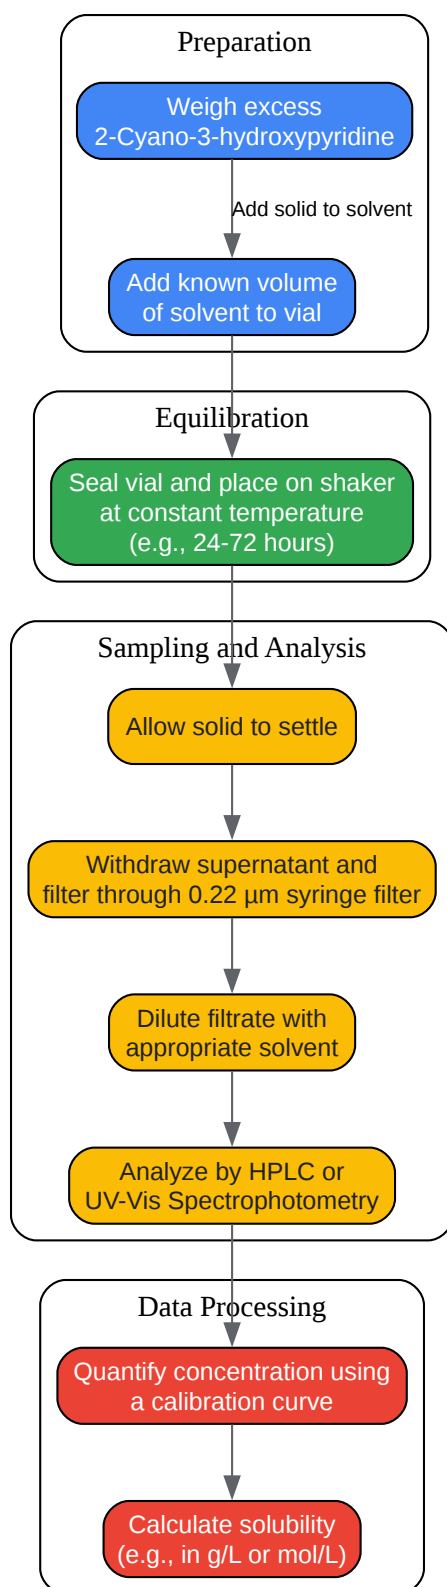 Preparation
Weigh excess
2-Cyano-3-hydroxypyridine
Add solid to solvent
Add known volume
of solvent to vial
Equilibration
Seal vial and place on shaker
at constant temperature
(e.g., 24-72 hours)
Sampling and Analysis
Allow solid to settle
Withdraw supernatant and
filter through 0.22 µm syringe filter
Dilute filtrate with
appropriate solvent
Analyze by HPLC or
UV-Vis Spectrophotometry
Data Processing
Quantify concentration using
a calibration curve
Calculate solubility
(e.g., in g/L or mol/L)